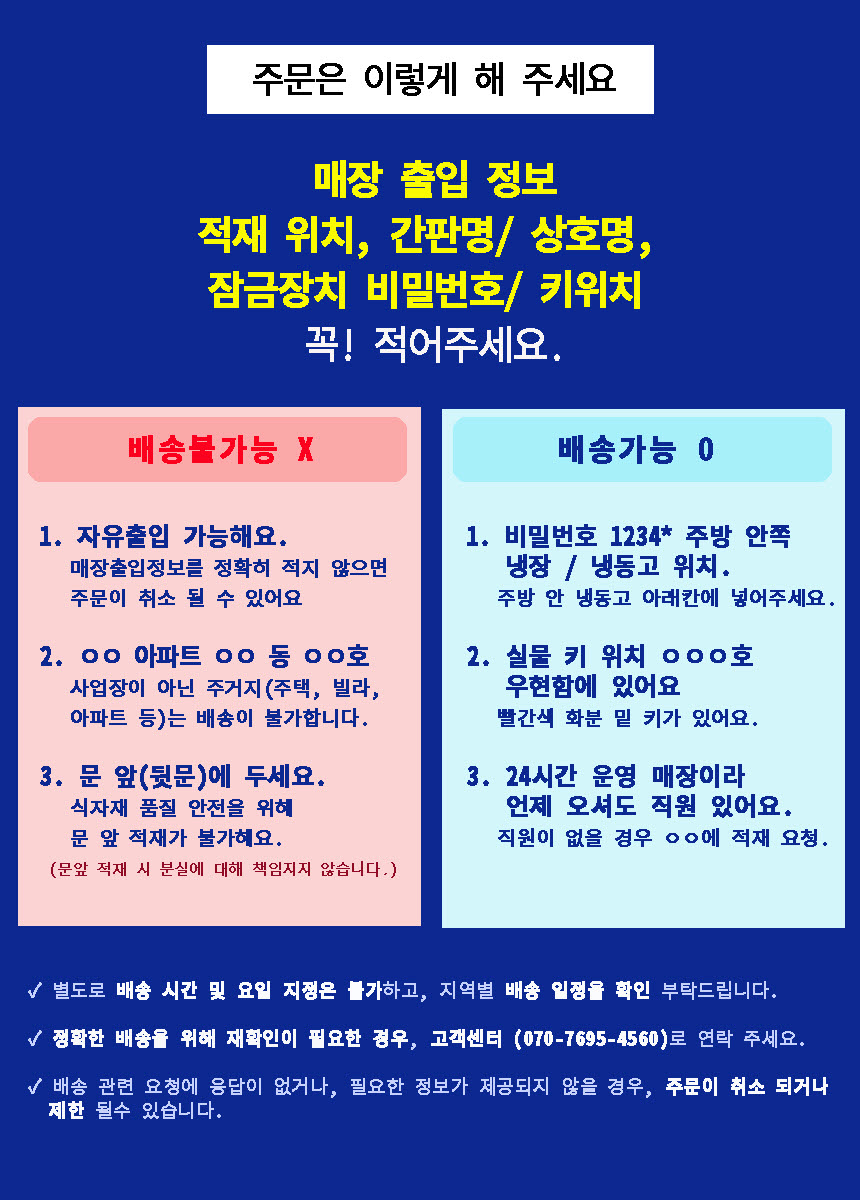 주문은 이렇게 해 주세요
매장 출입 정보
적재 위치, 간판명/ 상호명,
잠금장치 비밀번호/ 키위치
꼭! 적어주세요.
배송불가능 X
1. 자유출입 가능해요.
매장출입정보를 정확히 적지 않으면
주문이 취소 될 수 있어요
2. ㅇㅇ 아파트 ㅇㅇ 동 ㅇㅇ호
사업장이 아닌 주거지(주택, 빌라,
아파트 등)는 배송이 불가합니다.
3. 문 앞(뒷문)에 두세요.
식자재 품질 안전을 위해
문 앞 적재가 불가해요.
(문앞 적재 시 분실에 대해 책임지지 않습니다.)
배송가능 O
1. 비밀번호 1234* 주방 안쪽
냉장 / 냉동고 위치.
주방 안 냉동고 아래칸에 넣어주세요.
2. 실물 키 위치 ㅇㅇㅇ호
우현함에 있어요
빨간색 화분 밑 키가 있어요.
3. 24시간 운영 매장이라
언제 오셔도 직원 있어요.
직원이 없을 경우 ㅇㅇ에 적재 요청.
✓ 별도로 배송 시간 및 요일 지정은 불가하고, 지역별 배송 일정을 확인 부탁드립니다.
✓ 정확한 배송을 위해 재확인이 필요한 경우, 고객센터 (070-7695-4560)로 연락 주세요.
✓ 배송 관련 요청에 응답이 없거나, 필요한 정보가 제공되지 않을 경우, 주문이 취소 되거나
제한 될수 있습니다.